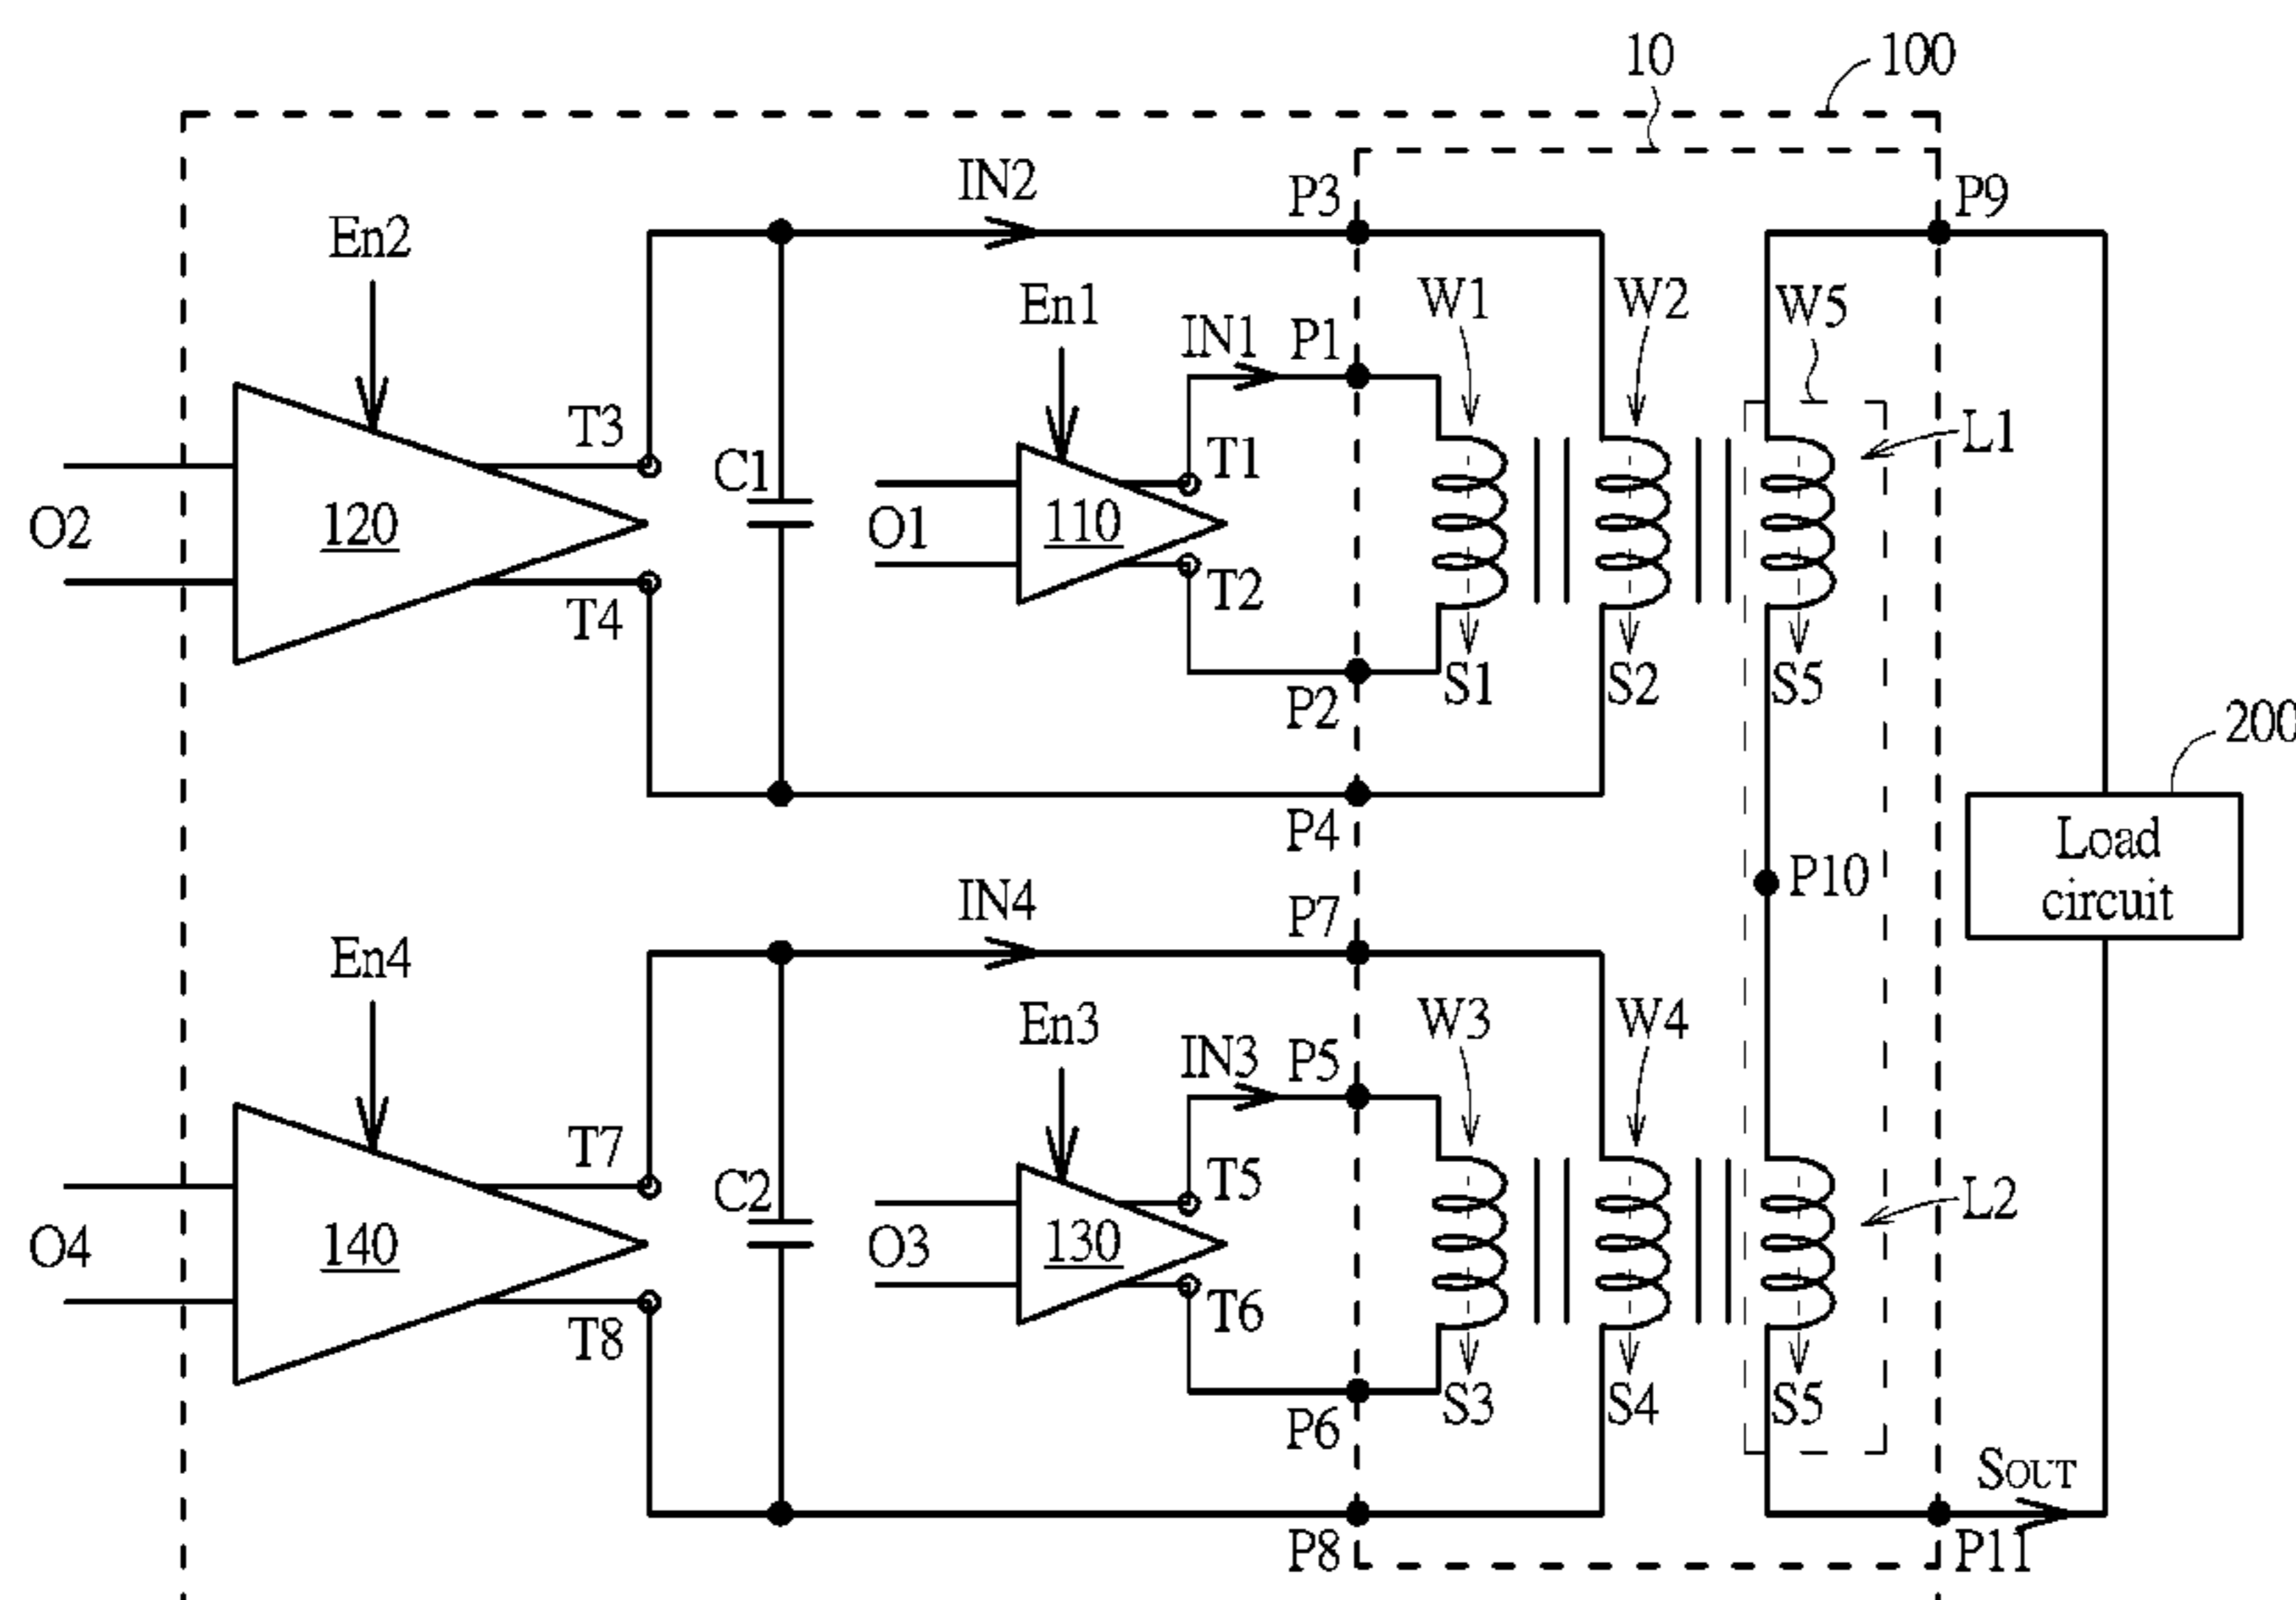 10
100
IN2
P3
P9
En2
En1
IN1
P1
W1
W2
W5
T3
T1
L1
C1
O2
120
O1
110
T4
T2
P2
S1
S2
S5
200
P4
Load
circuit
P10
IN4
P7
En4
En3
IN3
P5
W3
W4
T7
T5
C2
L2
O4
140
O3
130
T8
T6
P6
S3
S4
S5
SOUT
P8
P11